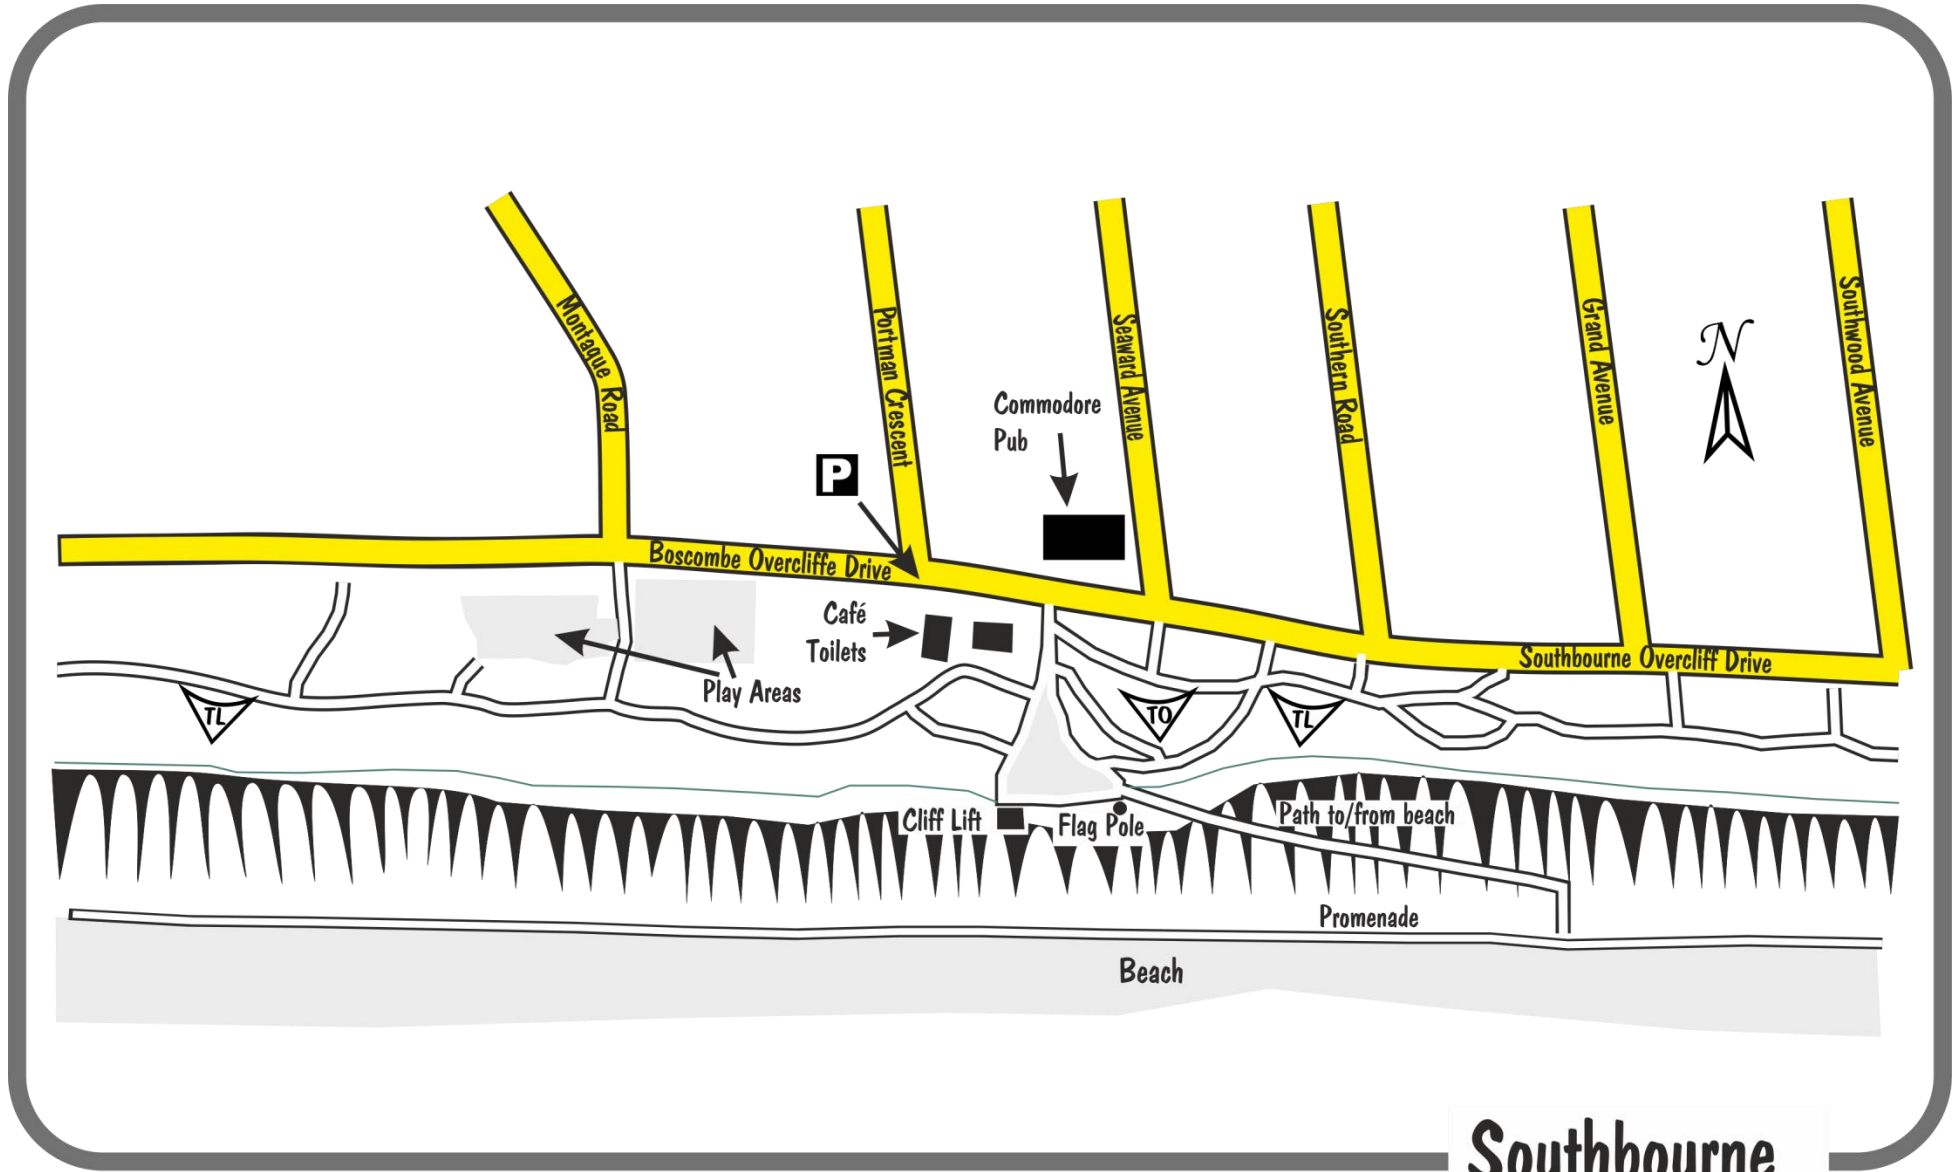 N
Montaque Road
Portman Crescent
Seaward Avenue
Southern Road
Grand Avenue
Southwood Avenue
Commodore
Pub
P
Boscombe Overcliffe Drive
Café
Toilets
Play Areas
Southbourne Overcliff Drive
TL
TO
TL
Cliff Lift
Flag Pole
Path to/from beach
Promenade
Beach
Southbourne